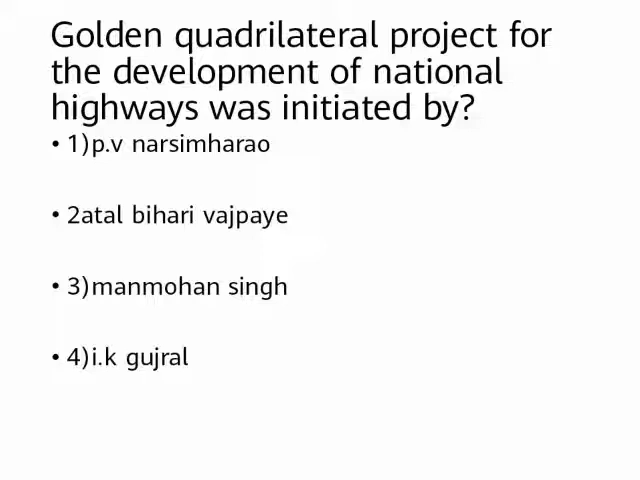 Golden quadrilateral project for
the development of national
highways was initiated by?
• 1)p.v narsimharao
• 2atal bihari vajpaye
• 3)manmohan singh
• 4)i.k gujral